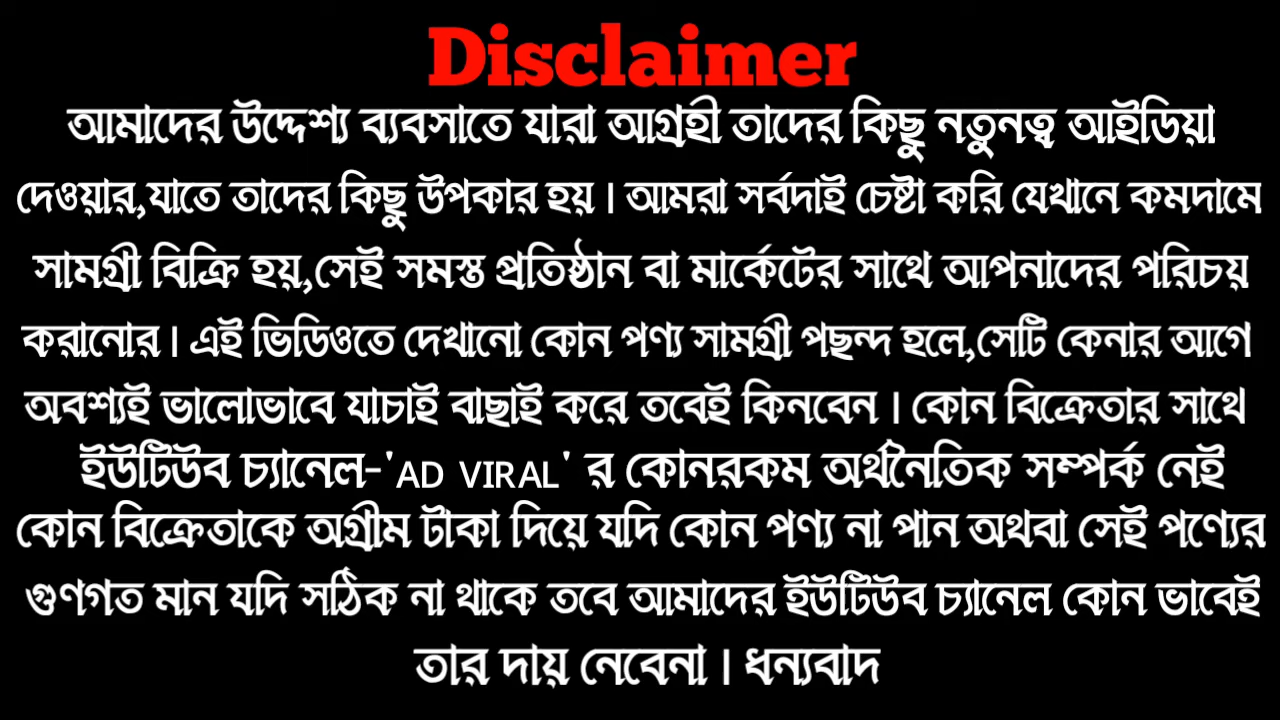 Disclaimer
আমাদের উদ্দেশ্য ব্যবসাতে যারা আগ্রহী তাদের কিছু নতুনত্ব আইডিয়া
দেওয়ার,যাতে তাদের কিছু উপকার হয় । আমরা সর্বদাই চেষ্টা করি যেখানে কমদামে
সামগ্রী বিক্রি হয়,সেই সমস্ত প্রতিষ্ঠান বা মার্কেটের সাথে আপনাদের পরিচয়
করানোর । এই ভিডিওতে দেখানো কোন পণ্য সামগ্রী পছন্দ হলে,সেটি কেনার আগে
অবশ্যই ভালোভাবে যাচাই বাছাই করে তবেই কিনবেন । কোন বিক্রেতার সাথে
ইউটিউব চ্যানেল-'AD VIRAL' র কোনরকম অর্থনৈতিক সম্পর্ক নেই
কোন বিক্রেতাকে অগ্রীম টাকা দিয়ে যদি কোন পণ্য না পান অথবা সেই পণ্যের
গুণগত মান যদি সঠিক না থাকে তবে আমাদের ইউটিউব চ্যানেল কোন ভাবেই
তার দায় নেবেনা । ধন্যবাদ